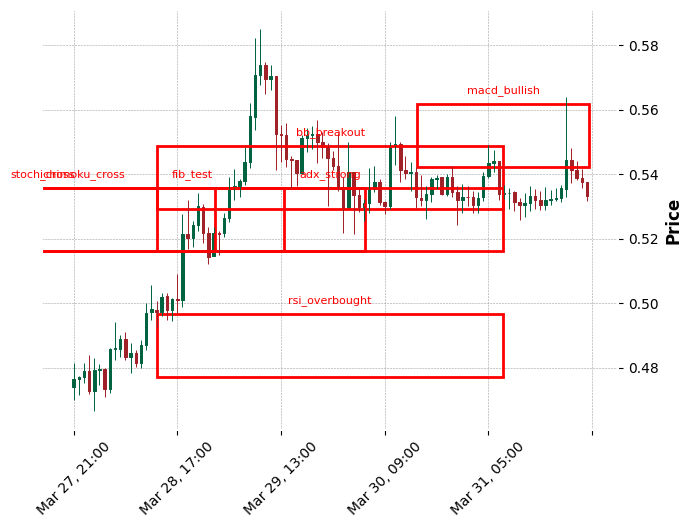 0.58
macd_bullish
0.56
bb_breakout
fib_test
adx_strong
0.54
0.52
Price
rsi_overbought
0.50
0.48
Mar 27, 21:00
Mar 28, 17:00
Mar 29, 13:00
Mar 30, 09:00
Mar 31, 05:00